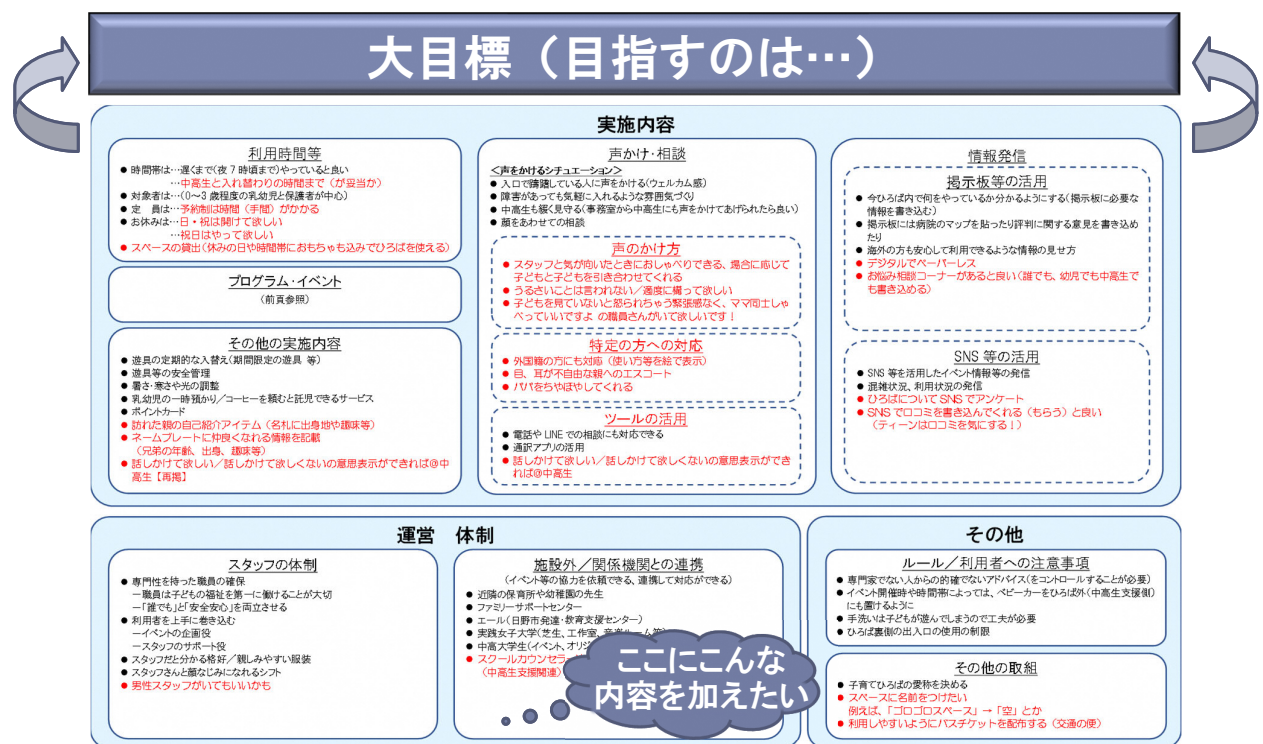 大目標（目指すのは…）
実施内容
利用時間等
● 時間帯は…遅くまで(夜７時頃まで)やっていると良い
…中高生と入れ替わりの時間まで（が妥当か）
● 対象者は…(０～３歳程度の乳幼児と保護者が中心)
● 定　員は…予約制は時間（手間）がかかる
● お休みは…日・祝は開けて欲しい
…祝日はやって欲しい
● スペースの貸出(休みの日や時間帯におもちゃも込みでひろばを使える)
プログラム・イベント
（前頁参照）
その他の実施内容
● 遊具の定期的な入替え(期間限定の遊具 等)
● 遊具等の安全管理
● 暑さ・寒さや光の調整
● 乳幼児の一時預かり／コーヒーを頼むと託児できるサービス
● ポイントカード
● 訪れた親の自己紹介アイテム（名札に出身地や趣味等）
● ネームプレートに仲良くなれる情報を記載
（兄弟の年齢、出身、趣味等）
● 話しかけて欲しい／話しかけて欲しくないの意思表示ができれば＠中
高生【再掲】
声かけ・相談
＜声をかけるシチュエーション＞
● 入口で躊躇している人に声をかける(ウェルカム感)
● 障害があっても気軽に入れるような雰囲気づくり
● 中高生も緩く見守る(事務室から中高生にも声をかけてあげられたら良い)
● 顔をあわせての相談
声のかけ方
● スタッフと気が向いたときにおしゃべりできる、場合に応じて
子どもと子どもを引き合わせてくれる
● うるさいことは言われない／適度に構って欲しい
● 子どもを見ていないと怒られちゃう緊張感なく、ママ同士しゃ
べっていいですよ の職員さんがいて欲しいです！
特定の方への対応
● 外国籍の方にも対応（使い方等を絵で表示）
● 目、耳が不自由な親へのエスコート
● パパをちやほやしてくれる
ツールの活用
● 電話や LINE での相談にも対応できる
● 通訳アプリの活用
● 話しかけて欲しい／話しかけて欲しくないの意思表示ができ
れば＠中高生
情報発信
掲示板等の活用
● 今ひろば内で何をやっているか分かるようにする(掲示板に必要な
情報を書き込む)
● 掲示板には病院のマップを貼ったり評判に関する意見を書き込め
たり
● 海外の方も安心して利用できるような情報の見せ方
● デジタルでペーパーレス
● お悩み相談コーナーがあると良い（誰でも、幼児でも中高生で
も書き込める）
SNS 等の活用
● SNS 等を活用したイベント情報等の発信
● 混雑状況、利用状況の発信
● ひろばについて SNS でアンケート
● SNS で口コミを書き込んでくれる（もらう）と良い
（ティーンは口コミを気にする！）
運営　体制
スタッフの体制
● 専門性を持った職員の確保
－職員は子どもの福祉を第一に働けることが大切
－「誰でも」と「安全安心」を両立させる
● 利用者を上手に巻き込む
－イベントの企画役
－スタッフのサポート役
● スタッフだと分かる格好／親しみやすい服装
● スタッフさんと顔なじみになれるシフト
● 男性スタッフがいてもいいかも
施設外／関係機関との連携
（イベント等の協力を依頼できる、連携して対応ができる）
● 近隣の保育所や幼稚園の先生
● ファミリーサポートセンター
● エール（日野市発達・教育支援センター）
● 実践女子大学(芝生、工作室、音楽ルーム等)
● 中高大学生(イベント、オリジ
● スクールカウンセラー
（中高生支援関連）
ここにこんな
内容を加えたい
その他
ルール／利用者への注意事項
● 専門家でない人からの的確でないアドバイス(をコントロールすることが必要)
● イベント開催時や時間帯によっては、ベビーカーをひろば外(中高生支援側)
にも置けるように
● 手洗いは子どもが遊んでしまうので工夫が必要
● ひろば裏側の出入口の使用の制限
その他の取組
● 子育てひろばの愛称を決める
● スペースに名前をつけたい
例えば、「ゴロゴロスペース」→「空」とか
● 利用しやすいようにバスチケットを配布する（交通の便）